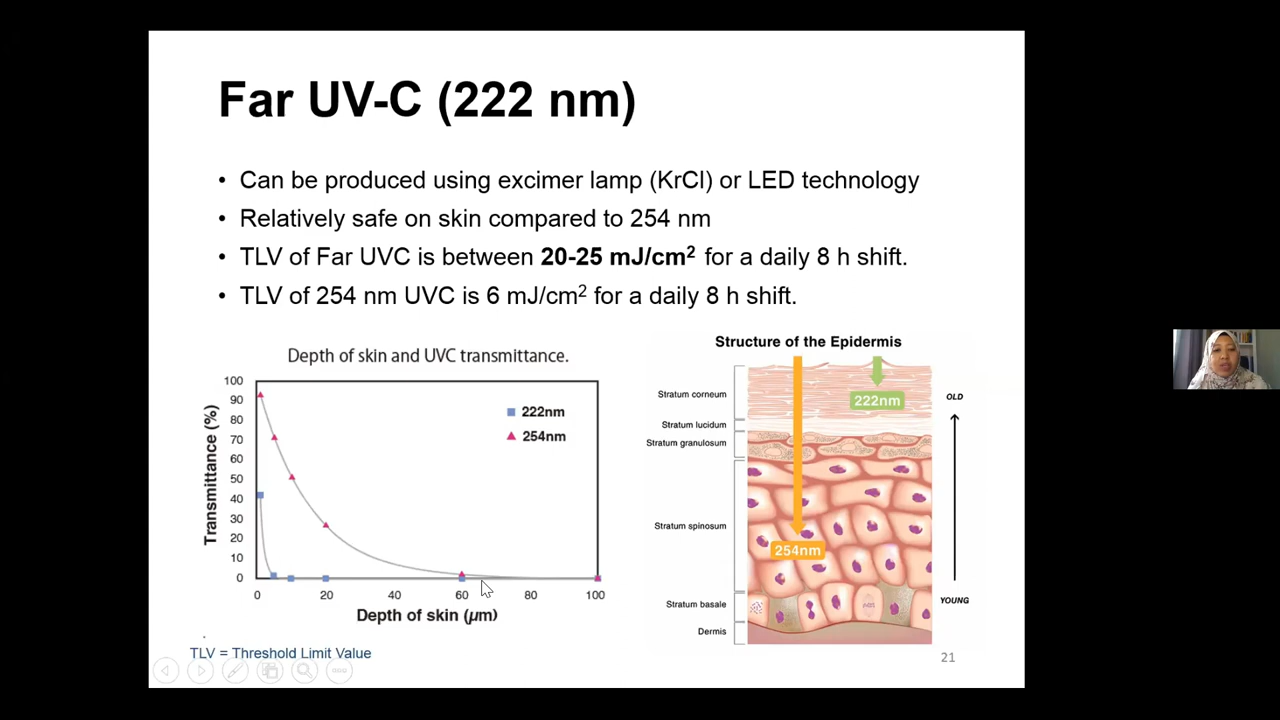 Far UV-C (222 nm)
• Can be produced using excimer lamp (KrCl) or LED technology
• Relatively safe on skin compared to 254 nm
• TLV of Far UVC is between 20-25 mJ/cm² for a daily 8 h shift.
• TLV of 254 nm UVC is 6 mJ/cm² for a daily 8 h shift.
Depth of skin and UVC transmittance.
100
90
80
70
60
50
40
30
20
10
0
Transmittance (%)
222nm
254nm
0 20 40 60 80 100
Depth of skin (μm)
Structure of the Epidermis
Stratum corneum
Stratum lucidum
Stratum granulosum
Stratum spinosum
Stratum basale
Dermis
222nm
254nm
OLD
YOUNG
TLV = Threshold Limit Value
21